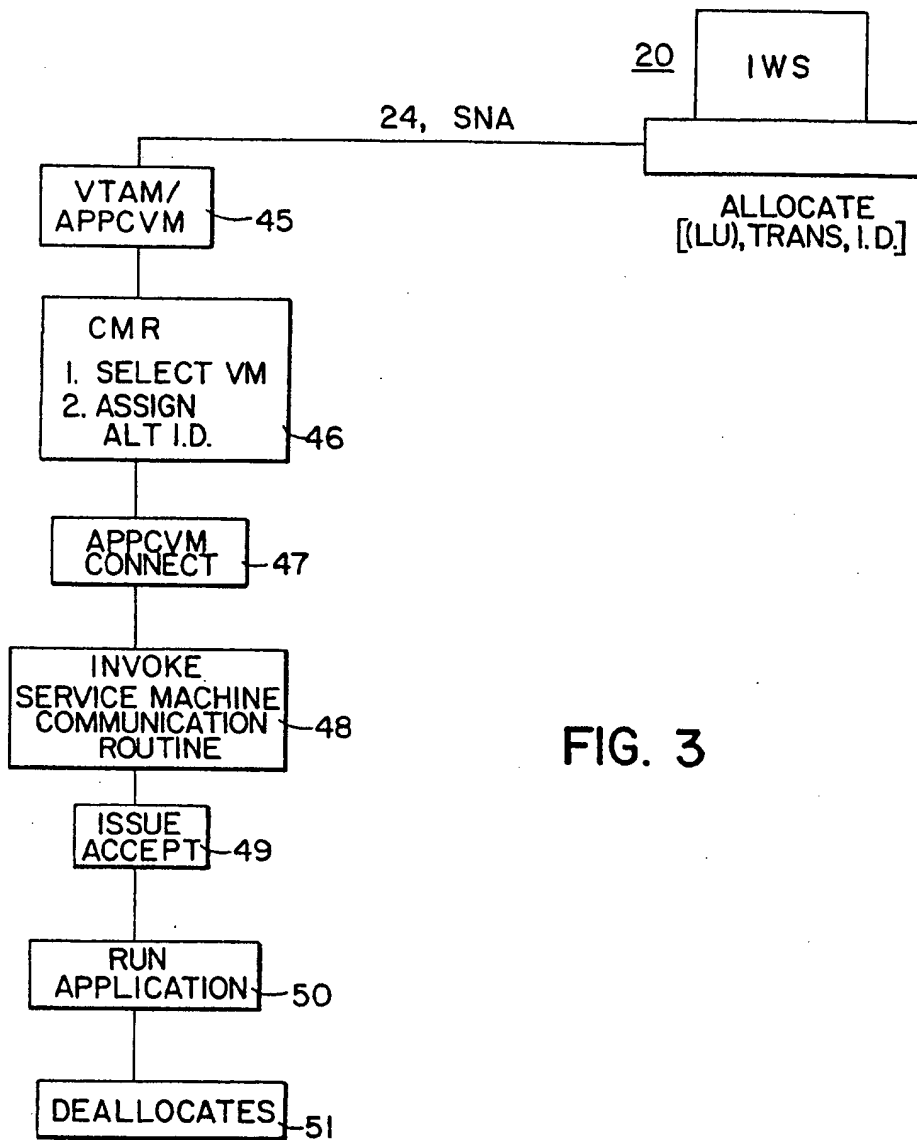 20
IWS
24, SNA
ALLOCATE
[(LU), TRANS, I.D.]
VTAM/
APPCVM
45
CMR
1. SELECT VM
2. ASSIGN
ALT I.D.
46
APPCVM
CONNECT
47
INVOKE
SERVICE MACHINE
COMMUNICATION
ROUTINE
48
FIG. 3
ISSUE
ACCEPT
49
RUN
APPLICATION
50
DEALLOCATES
51